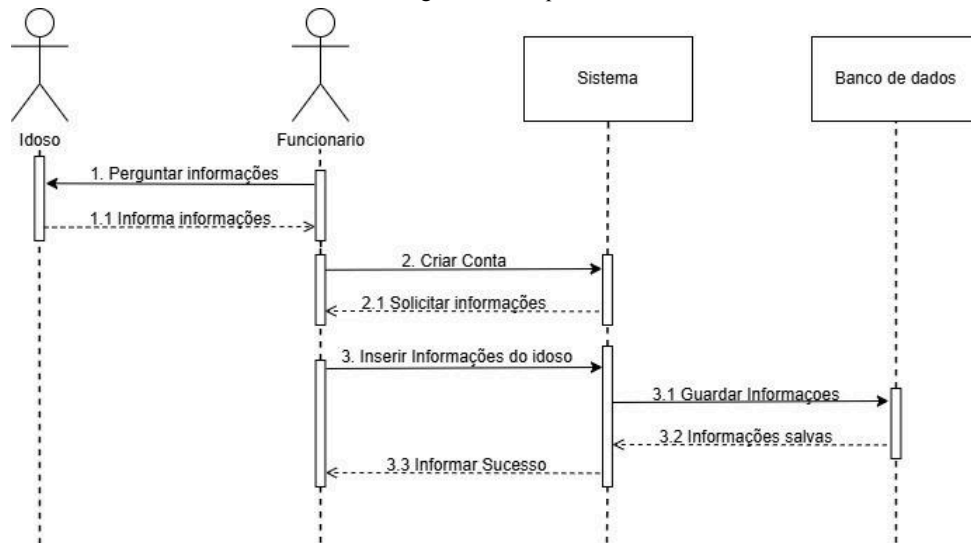 Sistema
Banco de dados
Idoso
Funcionario
1. Perguntar informações
1.1 Informa informações
2. Criar Conta
2.1 Solicitar informações
3. Inserir Informações do idoso
3.1 Guardar Informaçoes
3.2 Informações salvas
3.3 Informar Sucesso